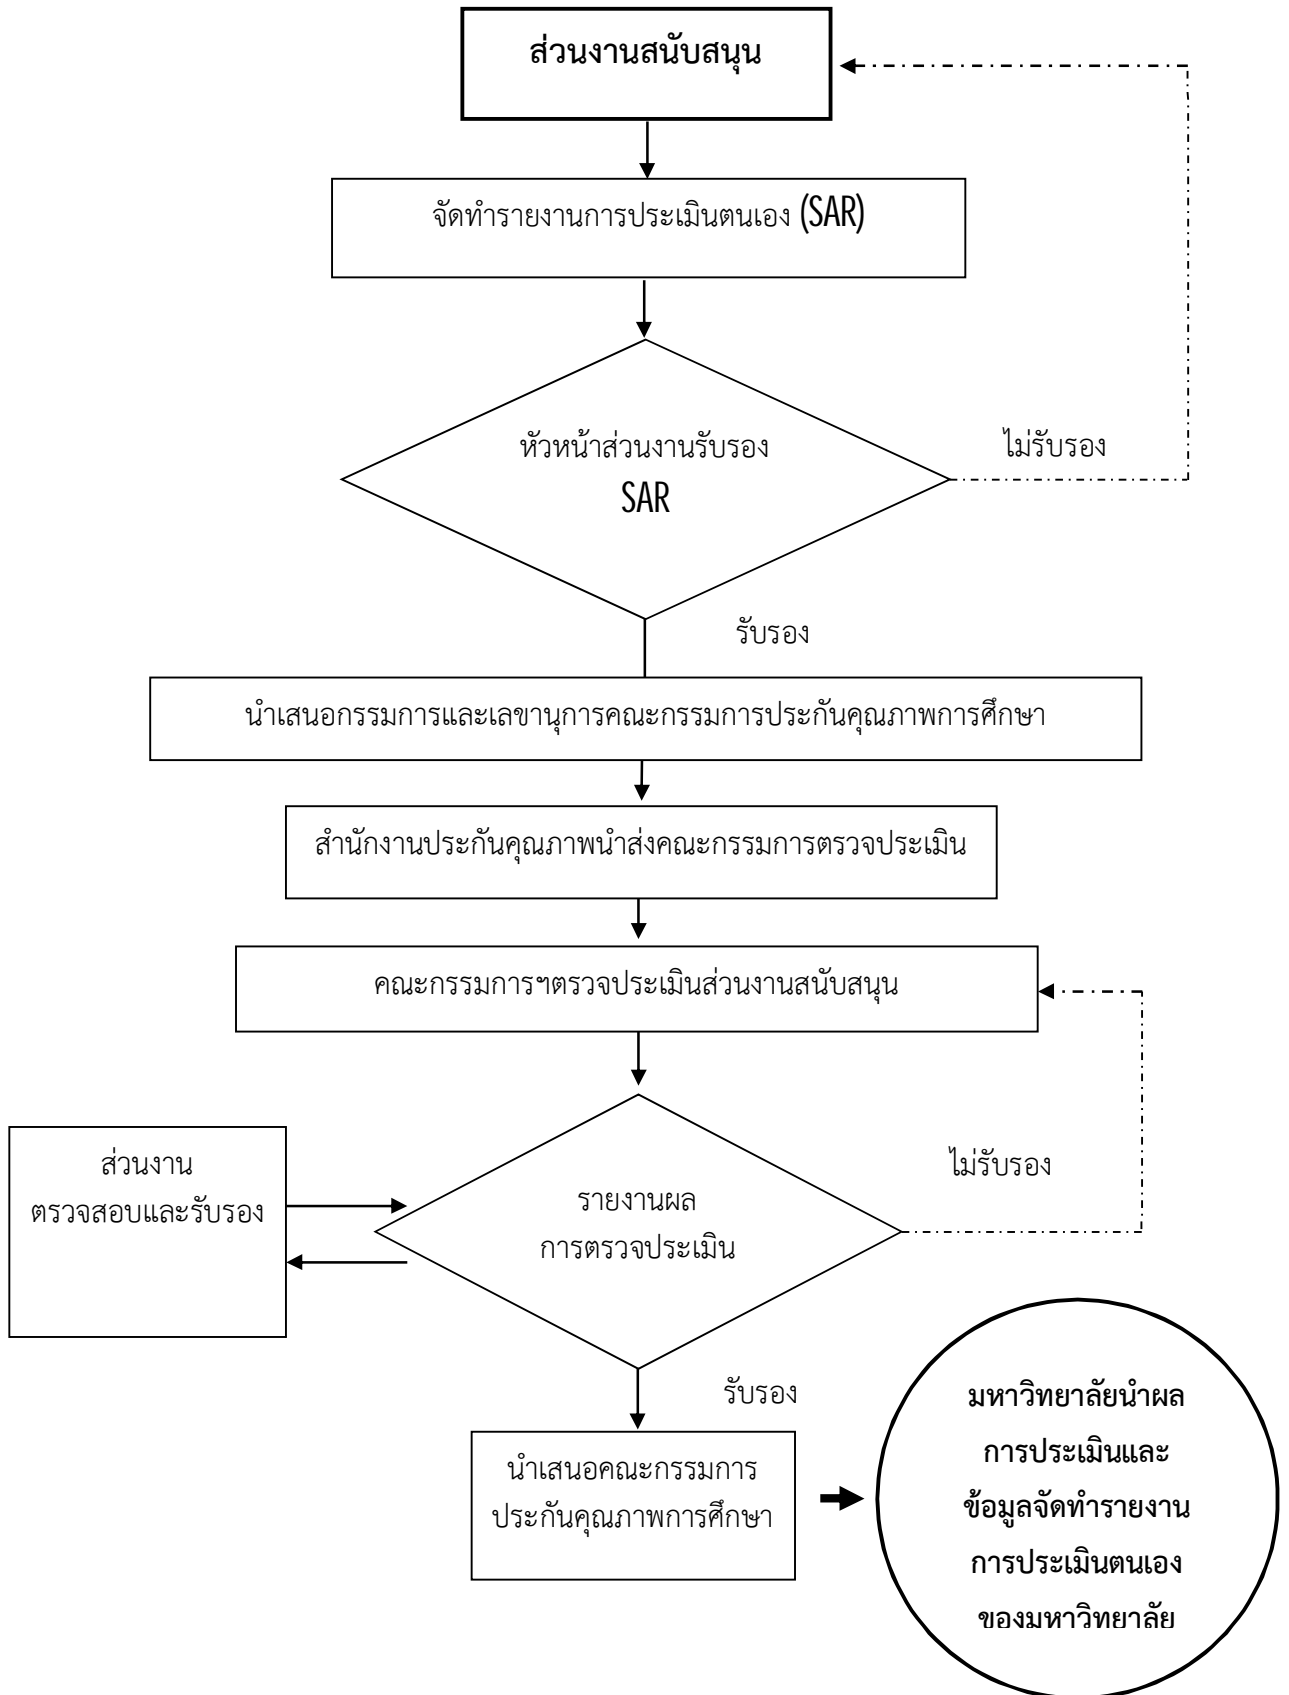 ส่วนงานสนับสนุน
จัดทำรายงานการประเมินตนเอง (SAR)
หัวหน้าส่วนงานรับรอง
SAR
ไม่รับรอง
รับรอง
นำเสนอกรรมการและเลขานุการคณะกรรมการประกันคุณภาพการศึกษา
สำนักงานประกันคุณภาพนำส่งคณะกรรมการตรวจประเมิน
คณะกรรมการฯตรวจประเมินส่วนงานสนับสนุน
ส่วนงาน
ตรวจสอบและรับรอง
รายงานผล
การตรวจประเมิน
ไม่รับรอง
รับรอง
นำเสนอคณะกรรมการ
ประกันคุณภาพการศึกษา
มหาวิทยาลัยนำผล
การประเมินและ
ข้อมูลจัดทำรายงาน
การประเมินตนเอง
ของมหาวิทยาลัย